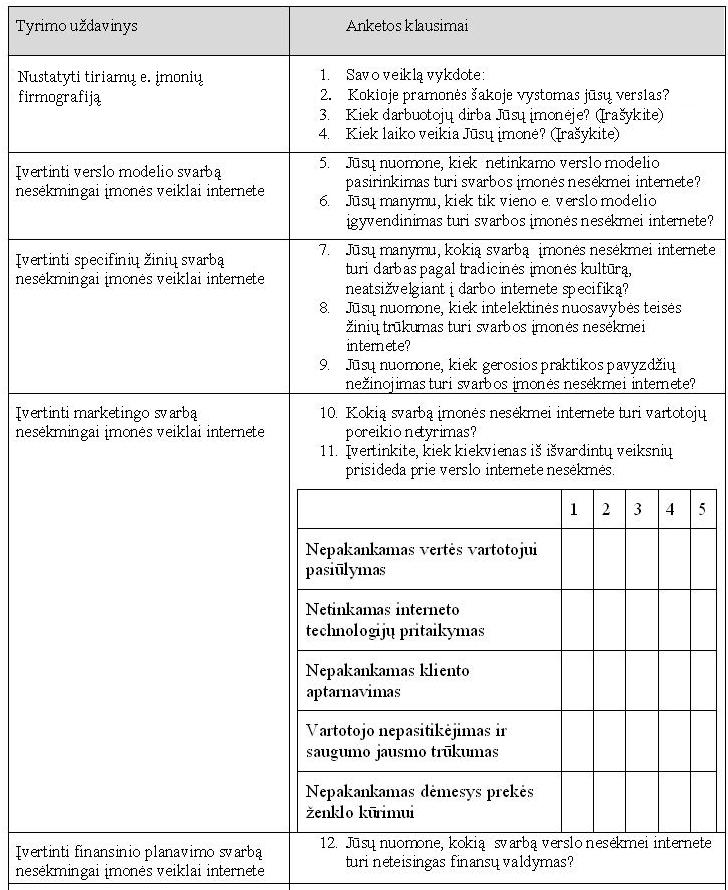 Tyrimo uždavinys
Anketos klausimai
Nustatyti tiriamų e. įmonių
firmografiją
1. Savo veiklą vykdote:
2. Kokioje pramonės šakoje vystomas jūsų verslas?
3. Kiek darbuotojų dirba Jūsų įmonėje? (Įrašykite)
4. Kiek laiko veikia Jūsų įmonė? (Įrašykite)
Įvertinti verslo modelio svarbą
nesėkmingai įmonės veiklai internete
5. Jūsų nuomone, kiek netinkamo verslo modelio
pasirinkimas turi svarbos įmonės nesėkmei internete?
6. Jūsų manymu, kiek tik vieno e. verslo modelio
įgyvendinimas turi svarbos įmonės nesėkmei internete?
Įvertinti specifinių žinių svarbą
nesėkmingai įmonės veiklai internete
7. Jūsų manymu, kokią svarbą įmonės nesėkmei internete
turi darbas pagal tradicinės įmonės kultūrą,
neatsižvelgiant į darbo internete specifiką?
8. Jūsų nuomone, kiek intelektinės nuosavybės teisės
žinių trūkumas turi svarbos įmonės nesėkmei
internete?
9. Jūsų nuomone, kiek gerosios praktikos pavyzdžių
nežinojimas turi svarbos įmonės nesėkmei internete?
Įvertinti marketingo svarbą
nesėkmingai įmonės veiklai internete
10. Kokią svarbą įmonės nesėkmei internete turi vartotojų
poreikio netyrimas?
11. Įvertinkite, kiek kiekvienas iš išvardintų veiksnių
prisideda prie verslo internete nesėkmės.
1 2 3 4 5
Nepakankamas vertės vartotojui
pasiūlymas
Netinkamas interneto
technologijų pritaikymas
Nepakankamas kliento
aptarnavimas
Vartotojo nepasitikėjimas ir
saugumo jausmo trūkumas
Nepakankamas dėmesys prekės
ženklo kūrimui
Įvertinti finansinio planavimo svarbą
nesėkmingai įmonės veiklai internete
12. Jūsų nuomone, kokią svarbą verslo nesėkmei internete
turi neteisingas finansų valdymas?